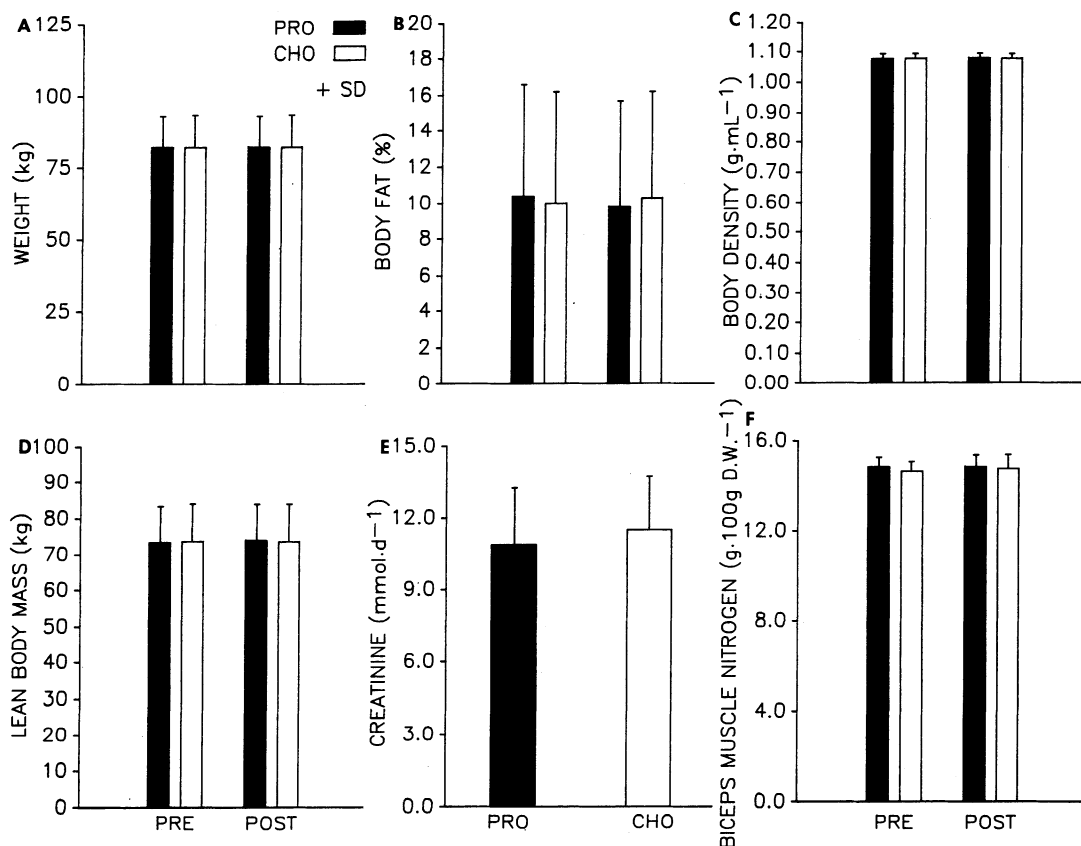 A
125
100
75
50
25
0
WEIGHT (kg)
PRO
CHO
+ SD
B
20
18
16
14
12
10
8
6
4
2
0
BODY FAT (%)
C
1.20
1.10
1.00
0.90
0.80
0.70
0.60
0.50
0.40
0.30
0.20
0.10
0.00
BODY DENSITY (g·mL−1)
D
100
90
80
70
60
50
40
30
20
10
0
LEAN BODY MASS (kg)
PRE POST
E
15.0
12.0
9.0
6.0
3.0
0.0
CREATININE (mmol·d−1)
PRO CHO
F
16.0
12.0
8.0
4.0
0.0
BICEPS MUSCLE NITROGEN (g·100g D.W.−1)
PRE POST